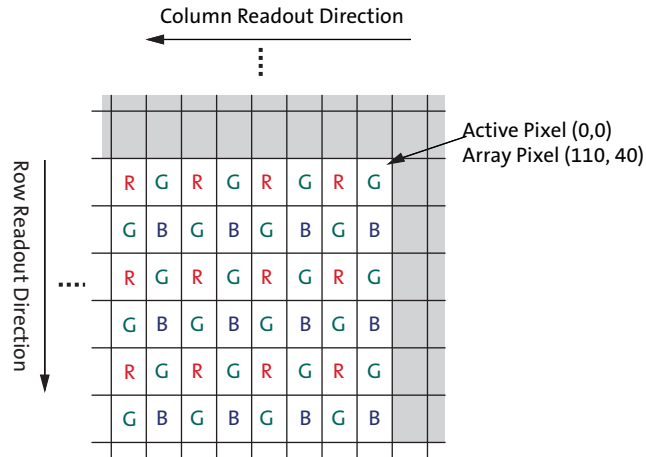 Column Readout Direction
Active Pixel (0,0)
Array Pixel (110, 40)
Row Readout Direction
R G R G R G R G
G B G B G B G B
R G R G R G R G
G B G B G B G B
R G R G R G R G
G B G B G B G B